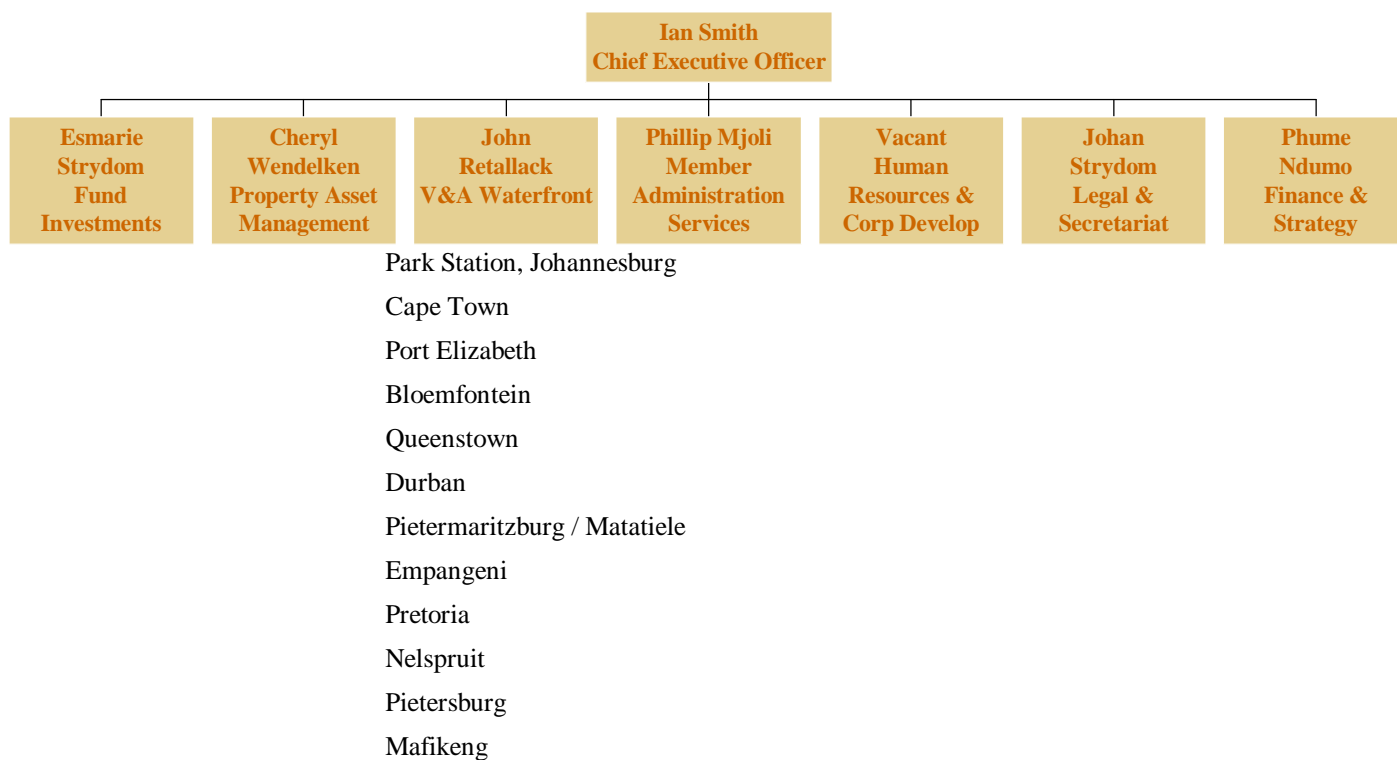 Ian Smith
Chief Executive Officer
Esmarie
Strydom
Fund
Investments
Cheryl
Wendelken
Property Asset
Management
John
Retallack
V&A Waterfront
Phillip Mjoli
Member
Administration
Services
Vacant
Human
Resources &
Corp Develop
Johan
Strydom
Legal &
Secretariat
Phume
Ndumo
Finance &
Strategy
Park Station, Johannesburg
Cape Town
Port Elizabeth
Bloemfontein
Queenstown
Durban
Pietermaritzburg / Matatiele
Empangeni
Pretoria
Nelspruit
Pietersburg
Mafikeng